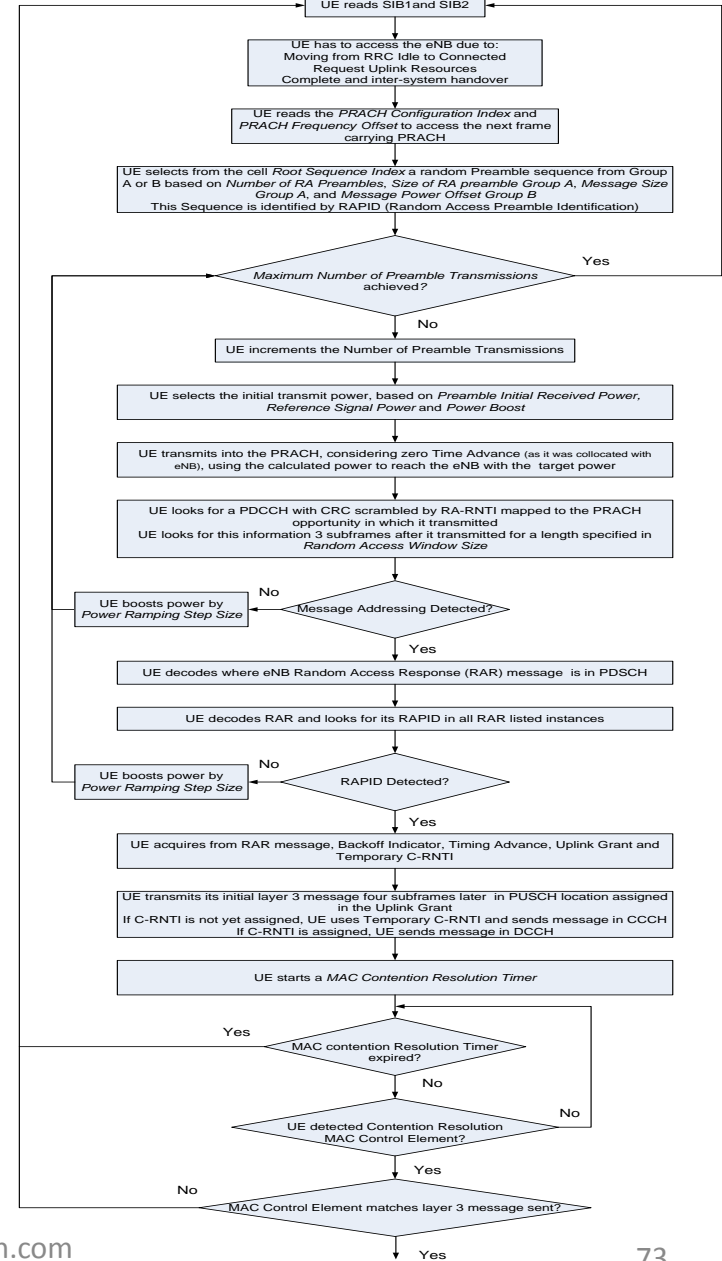 UE reads SIB1and SIB2
UE has to access the eNB due to:
Moving from RRC Idle to Connected
Request Uplink Resources
Complete and inter-system handover
UE reads the PRACH Configuration Index and
PRACH Frequency Offset to access the next frame
carrying PRACH
UE selects from the cell Root Sequence Index a random Preamble sequence from Group
A or B based on Number of RA Preambles, Size of RA preamble Group A, Message Size
Group A, and Message Power Offset Group B
This Sequence is identified by RAPID (Random Access Preamble Identification)
Maximum Number of Preamble Transmissions
achieved?
Yes
No
UE increments the Number of Preamble Transmissions
UE selects the initial transmit power, based on Preamble Initial Received Power,
Reference Signal Power and Power Boost
UE transmits into the PRACH, considering zero Time Advance (as it was collocated with
eNB), using the calculated power to reach the eNB with the target power
UE looks for a PDCCH with CRC scrambled by RA-RNTI mapped to the PRACH
opportunity in which it transmitted
UE looks for this information 3 subframes after it transmitted for a length specified in
Random Access Window Size
Message Addressing Detected?
No
UE boosts power by
Power Ramping Step Size
Yes
UE decodes where eNB Random Access Response (RAR) message is in PDSCH
UE decodes RAR and looks for its RAPID in all RAR listed instances
RAPID Detected?
No
UE boosts power by
Power Ramping Step Size
Yes
UE acquires from RAR message, Backoff Indicator, Timing Advance, Uplink Grant and
Temporary C-RNTI
UE transmits its initial layer 3 message four subframes later in PUSCH location assigned
in the Uplink Grant
If C-RNTI is not yet assigned, UE uses Temporary C-RNTI and sends message in CCCH
If C-RNTI is assigned, UE sends message in DCCH
UE starts a MAC Contention Resolution Timer
Yes
MAC contention Resolution Timer
expired?
No
UE detected Contention Resolution
MAC Control Element?
No
Yes
No
MAC Control Element matches layer 3 message sent?
Yes
n.com
73